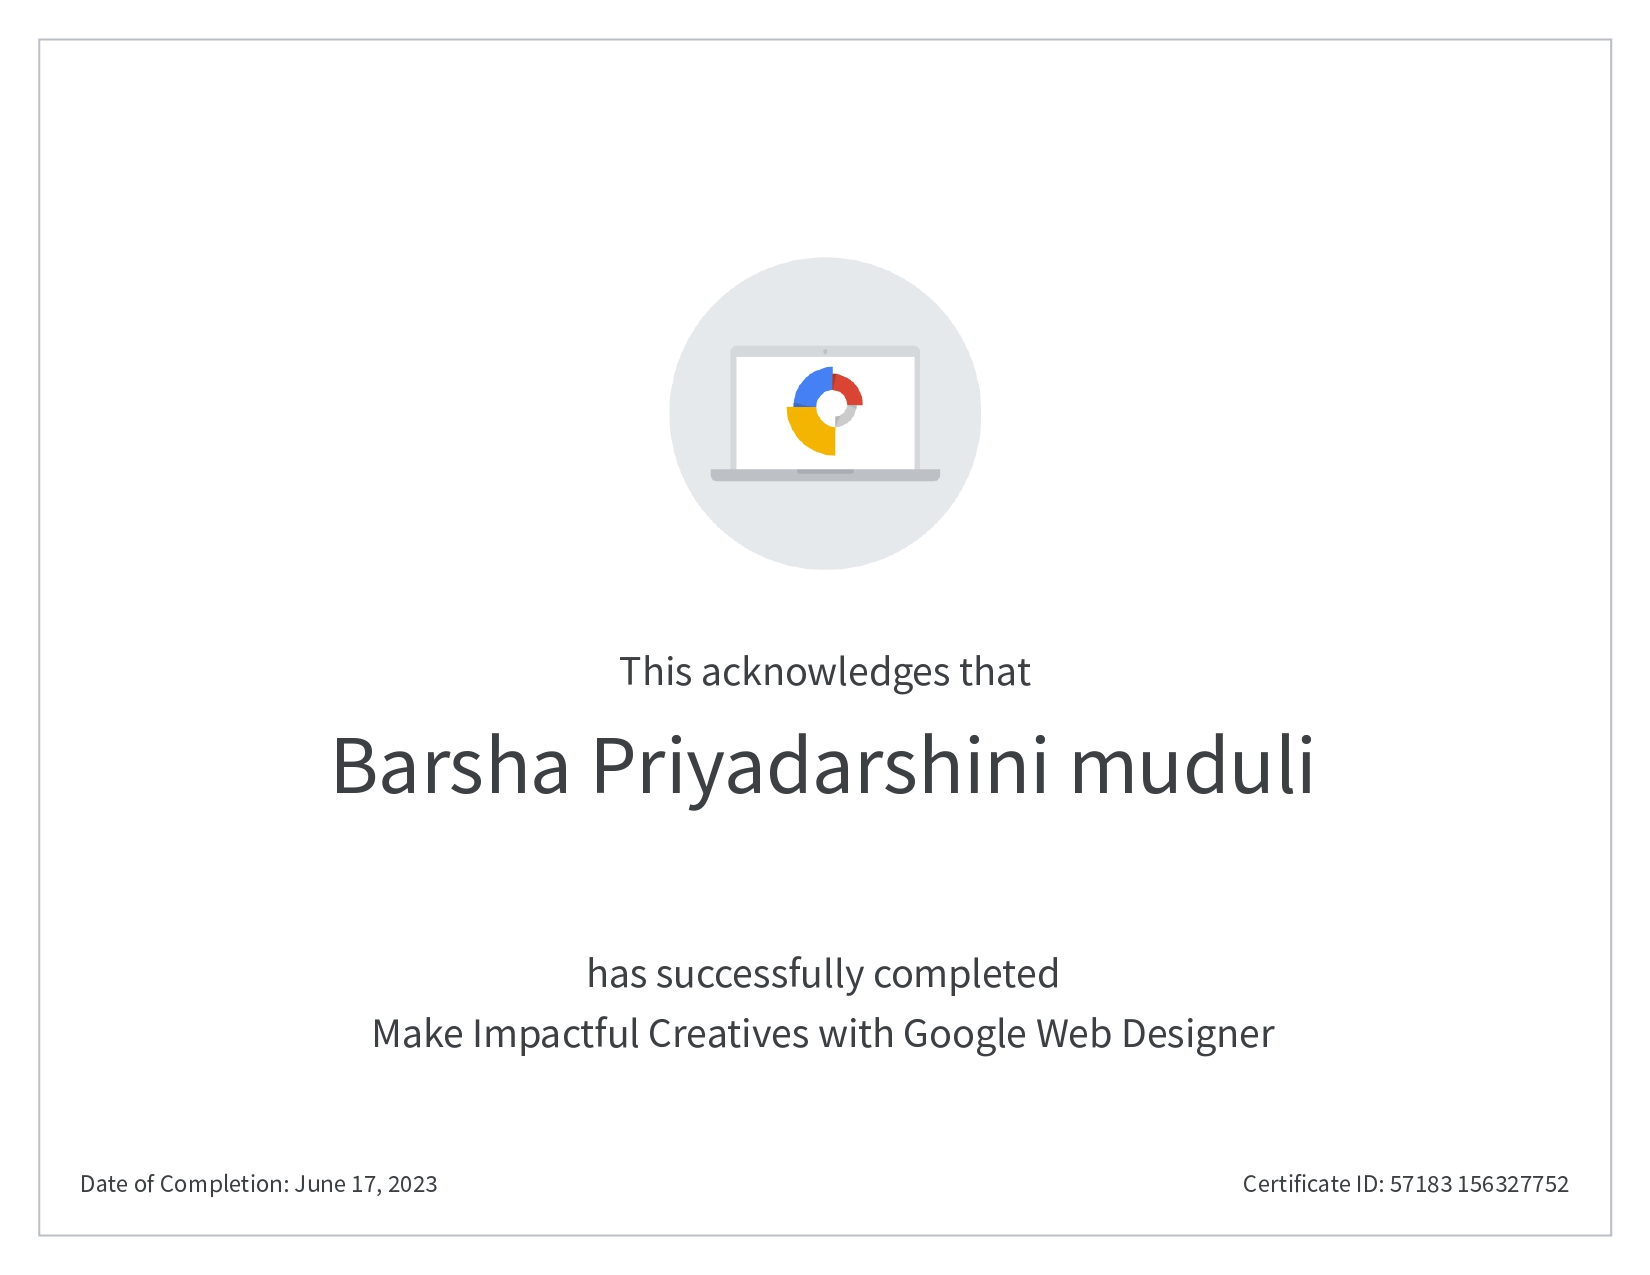 This acknowledges that
Barsha Priyadarshini muduli
has successfully completed
Make Impactful Creatives with Google Web Designer
Date of Completion: June 17, 2023
Certificate ID: 57183 156327752